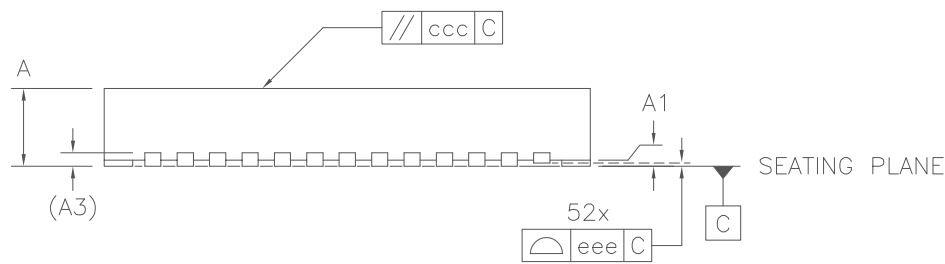 // ccc C
A
A1
SEATING PLANE
(A3)
52x
⌓ eee C
C